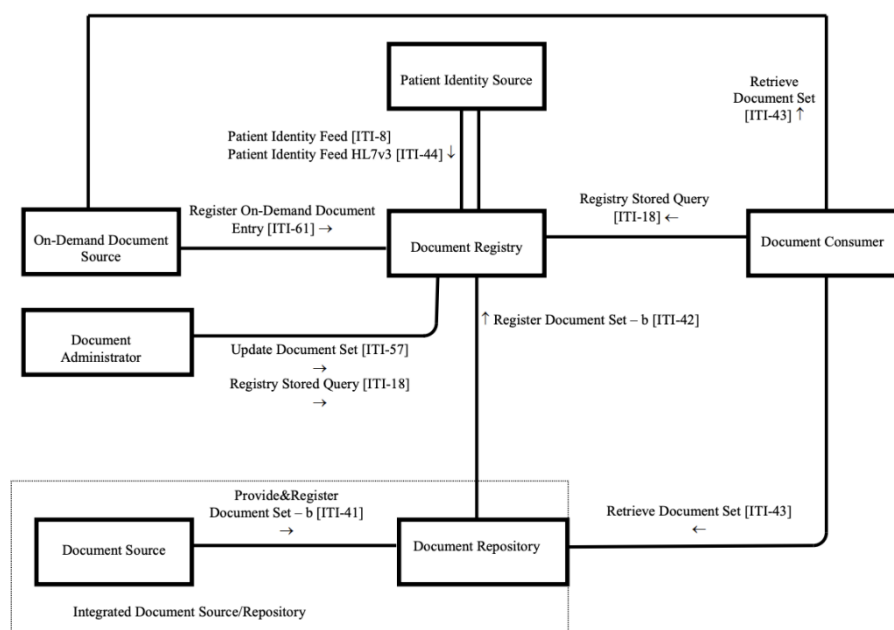 Patient Identity Source
Retrieve
Document Set
[ITI-43] ↑
Patient Identity Feed [ITI-8]
Patient Identity Feed HL7v3 [ITI-44] ↓
Register On-Demand Document
Entry [ITI-61] →
Registry Stored Query
[ITI-18] ←
On-Demand Document
Source
Document Registry
Document Consumer
Document
Administrator
↑ Register Document Set – b [ITI-42]
Update Document Set [ITI-57]
→
Registry Stored Query [ITI-18]
→
Provide&Register
Document Set – b [ITI-41]
→
Retrieve Document Set [ITI-43]
←
Document Source
Document Repository
Integrated Document Source/Repository